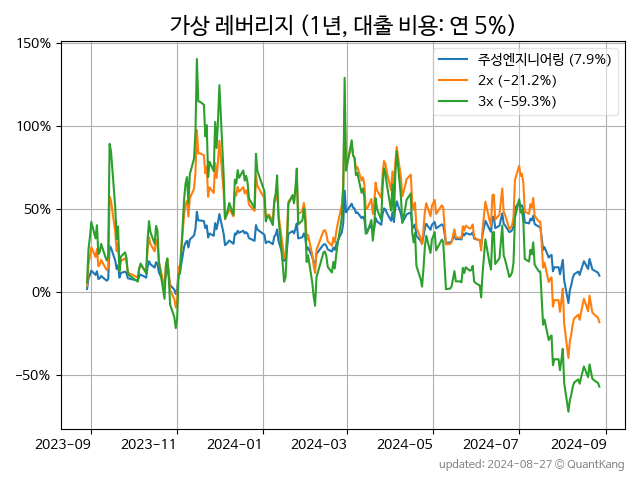 가상 레버리지 (1년, 대출 비용: 연 5%)
150%
100%
50%
0%
−50%
주성엔지니어링 (7.9%)
2x (−21.2%)
3x (−59.3%)
2023-09 2023-11 2024-01 2024-03 2024-05 2024-07 2024-09
updated: 2024-08-27 © QuantKang